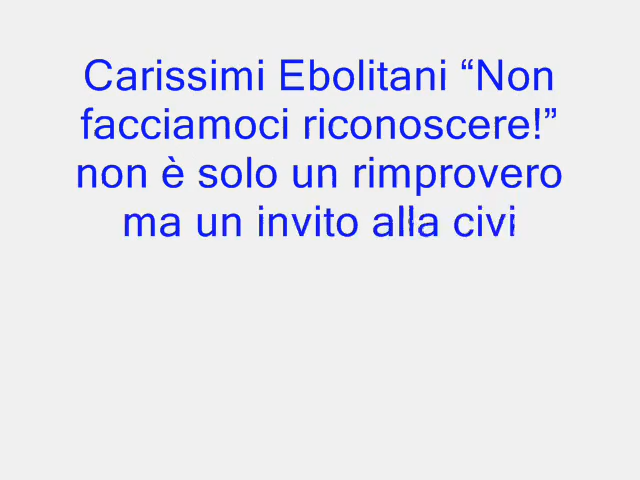 Carissimi Ebolitani “Non
facciamoci riconoscere!”
non è solo un rimprovero
ma un invito alla civi